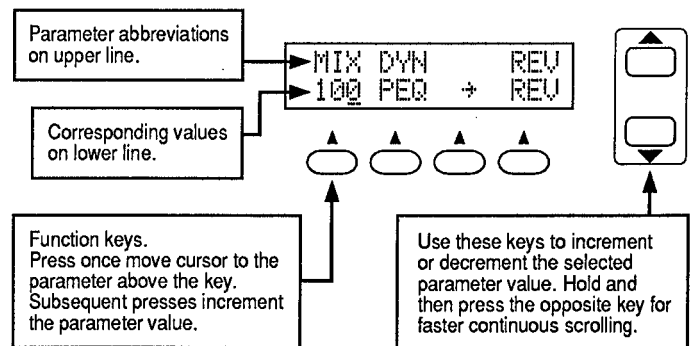 Parameter abbreviations
on upper line.
MIX DYN REV
100 PEQ → REV
Corresponding values
on lower line.
Function keys.
Press once move cursor to the
parameter above the key.
Subsequent presses increment
the parameter value.
Use these keys to increment
or decrement the selected
parameter value. Hold and
then press the opposite key for
faster continuous scrolling.